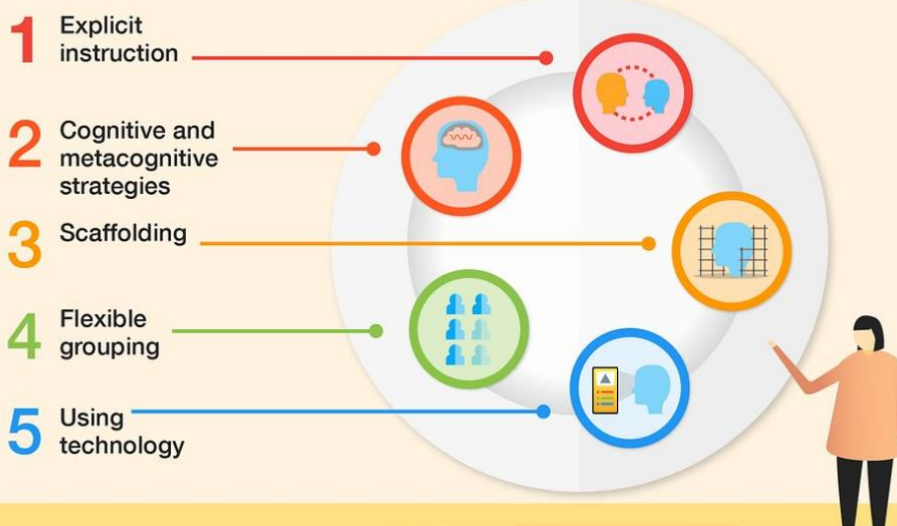 1 Explicit
instruction
2 Cognitive and
metacognitive
strategies
3 Scaffolding
4 Flexible
grouping
5 Using
technology